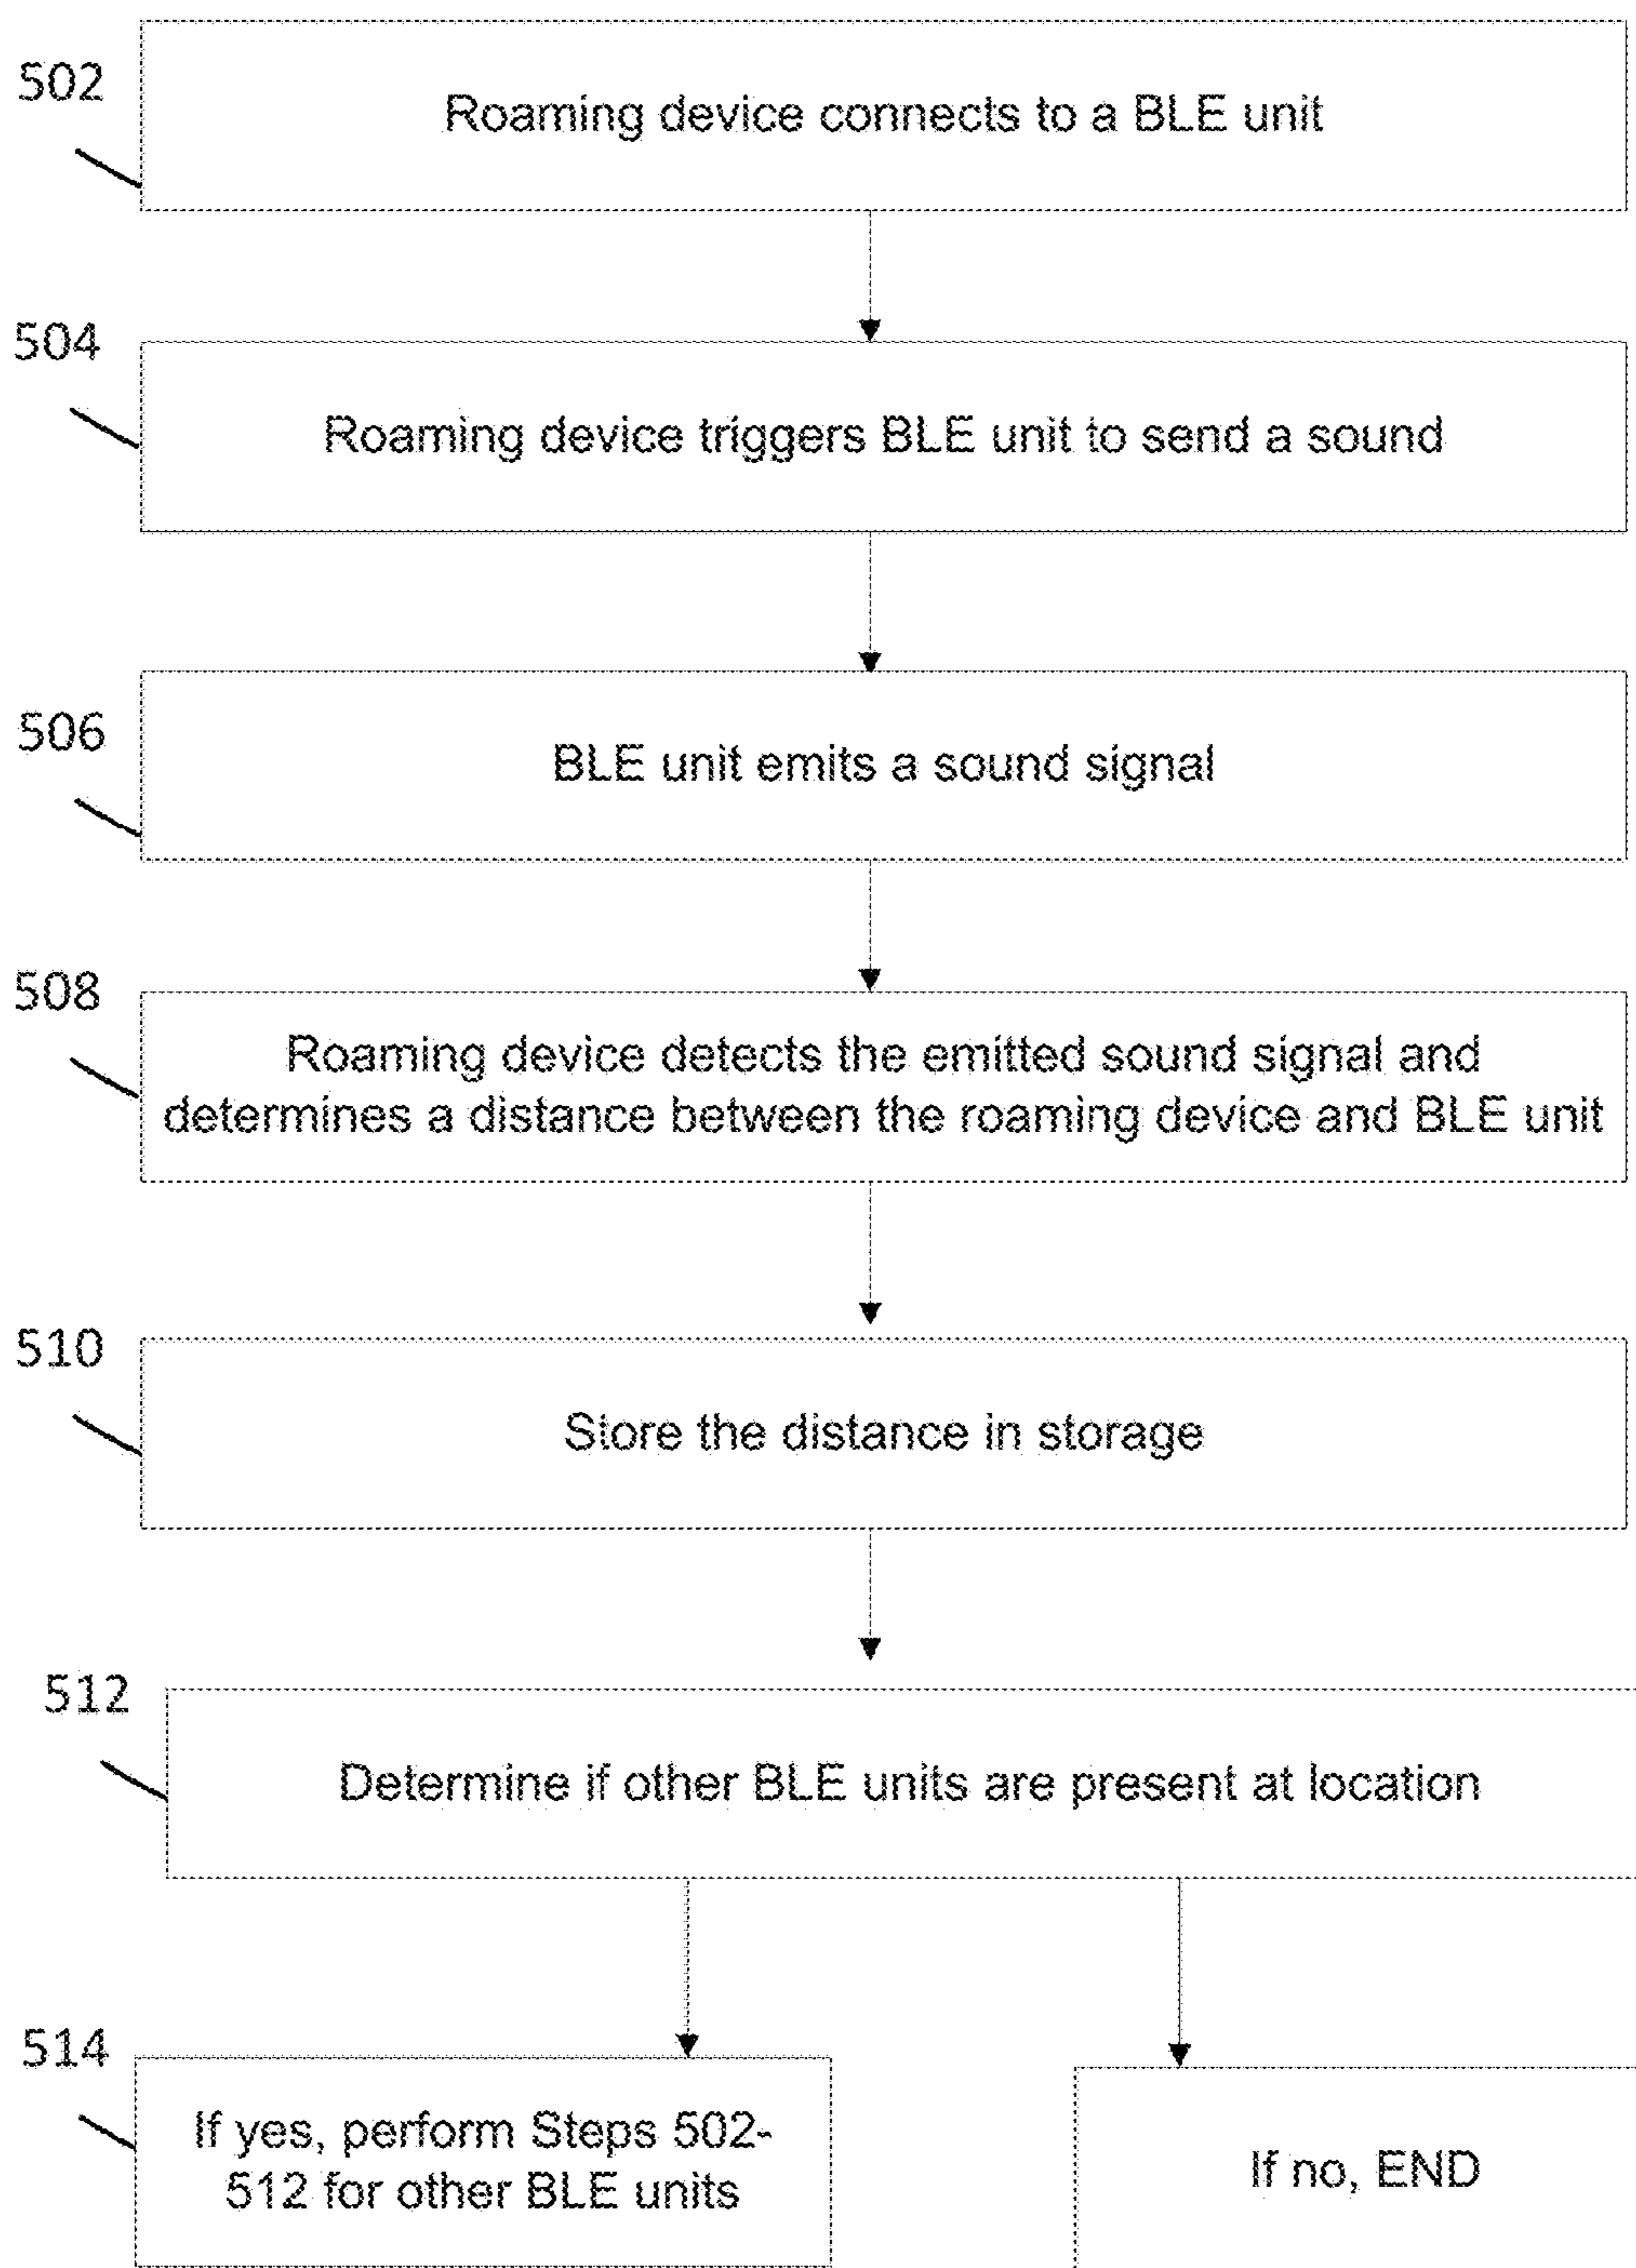 502
Roaming device connects to a BLE unit
504
Roaming device triggers BLE unit to send a sound
506
BLE unit emits a sound signal
508
Roaming device detects the emitted sound signal and
determines a distance between the roaming device and BLE unit
510
Store the distance in storage
512
Determine if other BLE units are present at location
514
If yes, perform Steps 502-
512 for other BLE units
If no, END